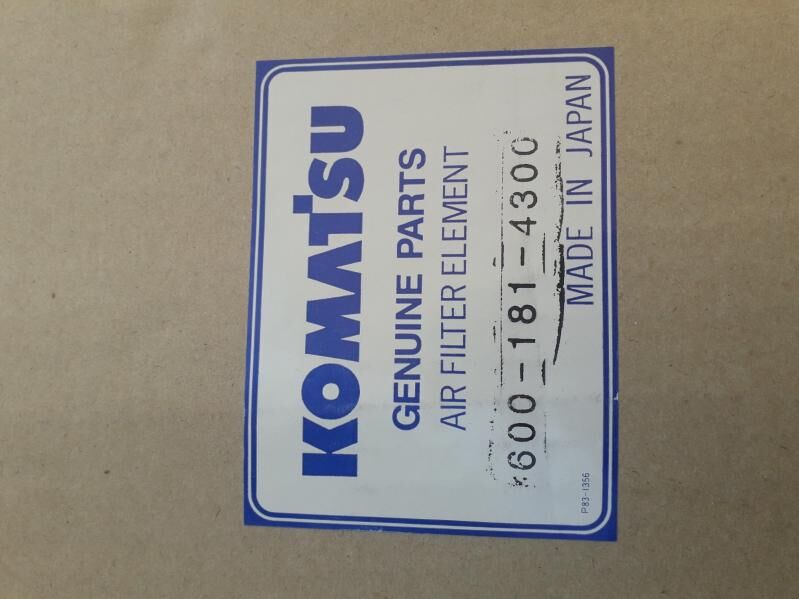 KOMATSU
GENUINE PARTS
AIR FILTER ELEMENT
600-181-4300
P83-1356
MADE IN JAPAN